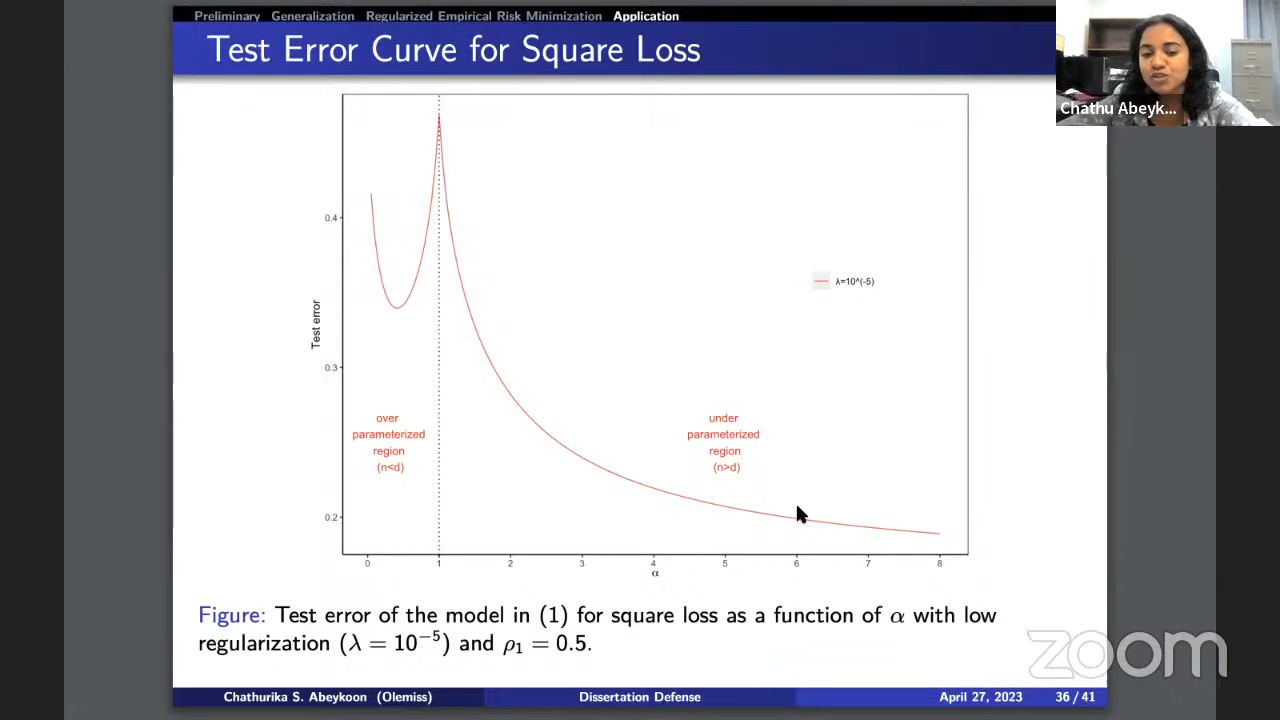 Preliminary Generalization Regularized Empirical Risk Minimization Application
Test Error Curve for Square Loss
Chathu Abeyk...
0.4
0.3
0.2
Test error
λ=10^(-5)
over
parameterized
region
(n<d)
under
parameterized
region
(n>d)
0 1 2 3 4 5 6 7 8
α
Figure: Test error of the model in (1) for square loss as a function of α with low
regularization (λ = 10⁻⁵) and ρ₁ = 0.5.
zoom
Chathurika S. Abeykoon (Olemiss) Dissertation Defense April 27, 2023 36 / 41